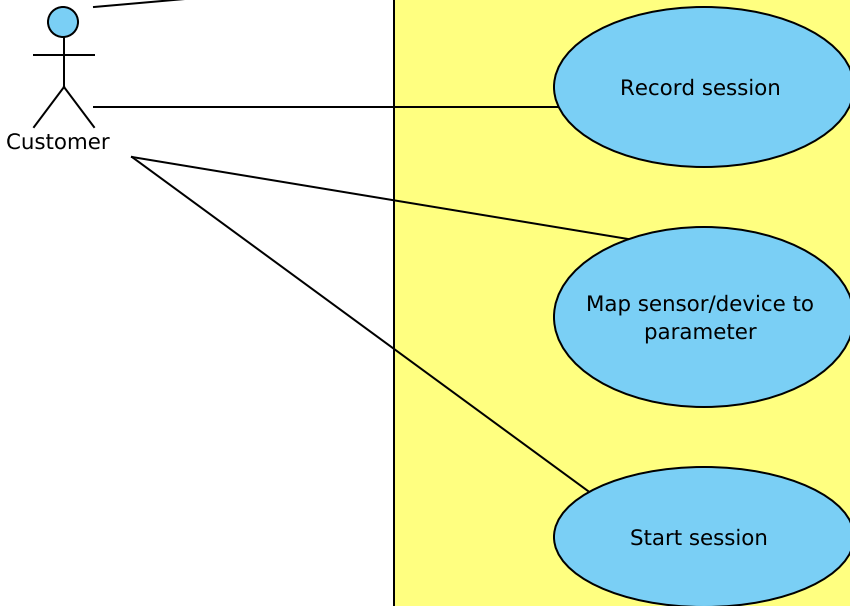 Record session
Customer
Map sensor/device to
parameter
Start session